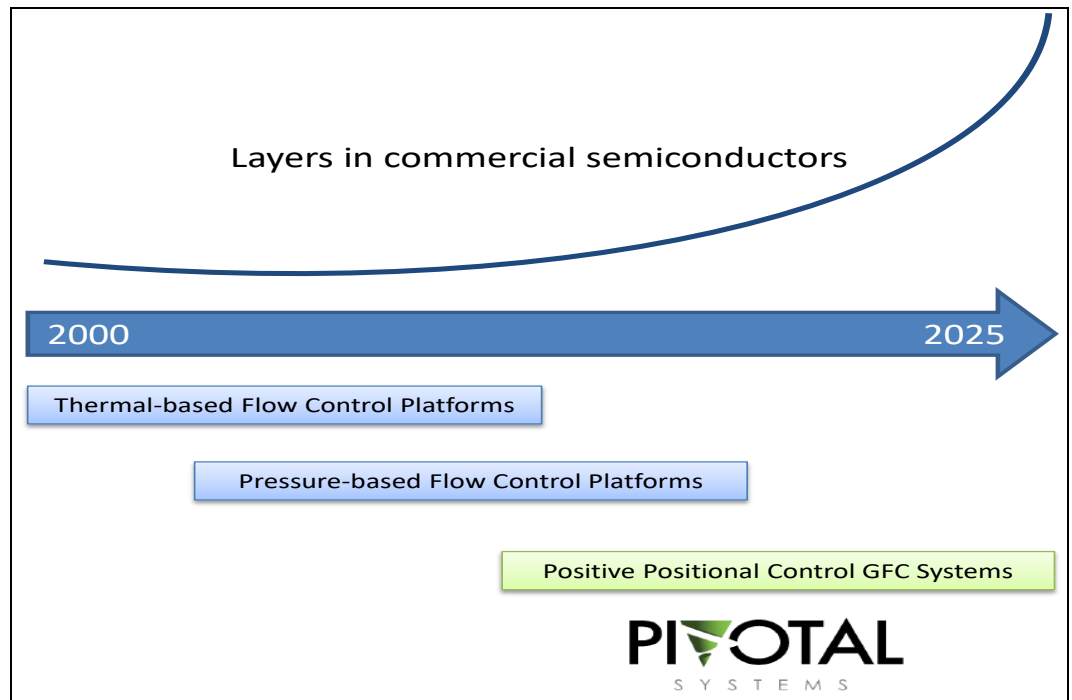 Layers in commercial semiconductors
2000 2025
Thermal-based Flow Control Platforms
Pressure-based Flow Control Platforms
Positive Positional Control GFC Systems
PIVOTAL
SYSTEMS